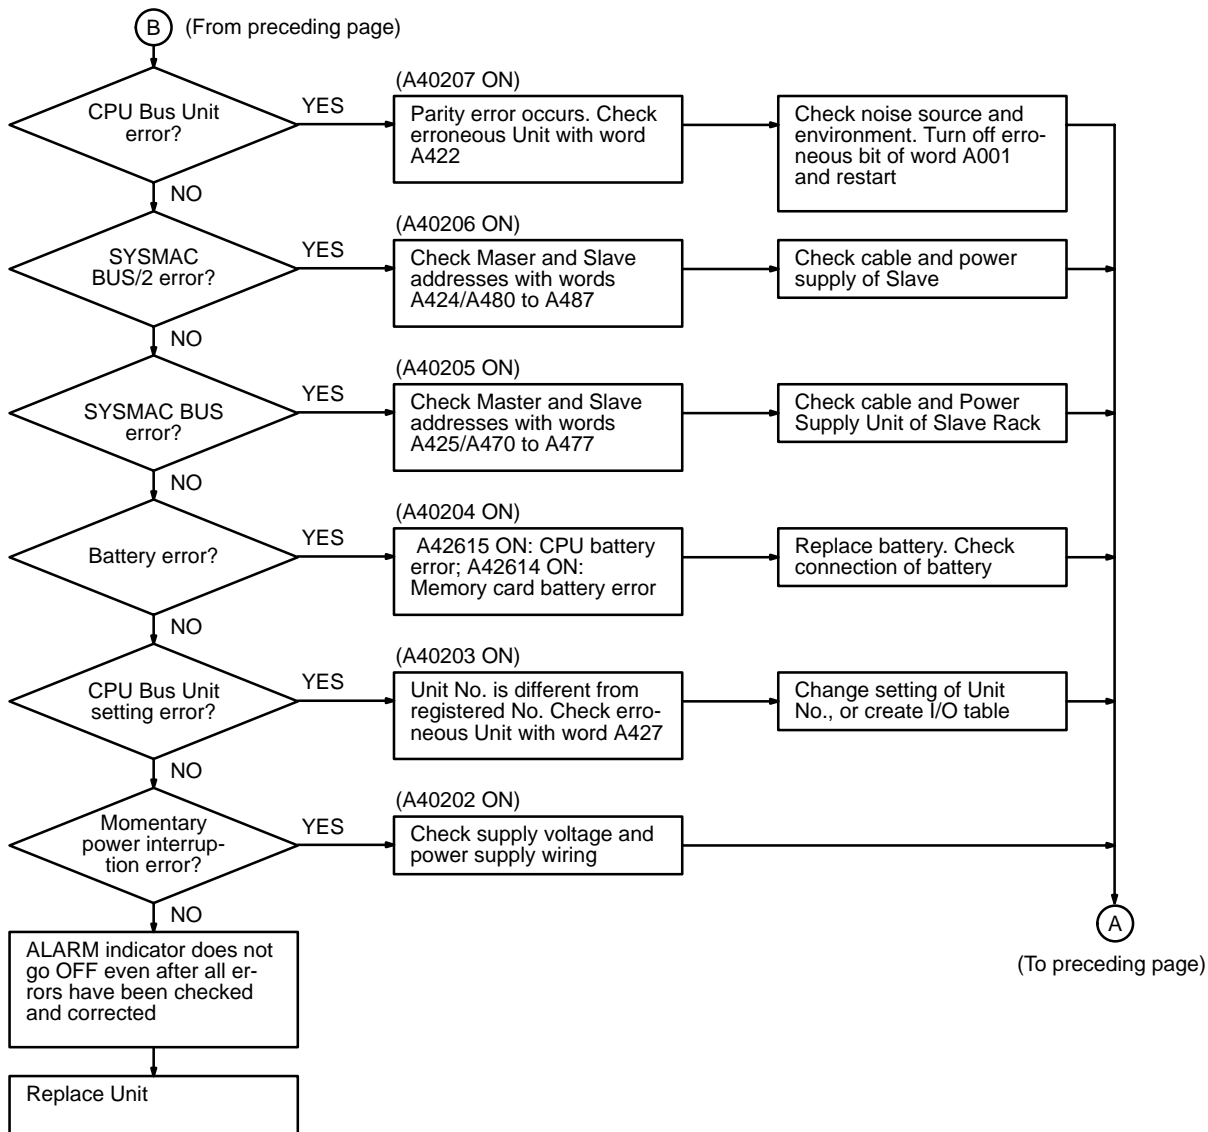 B (From preceding page)
CPU Bus Unit
error?
YES
(A40207 ON)
Parity error occurs. Check
erroneous Unit with word
A422
Check noise source and
environment. Turn off erro-
neous bit of word A001
and restart
NO
SYSMAC
BUS/2 error?
YES
(A40206 ON)
Check Maser and Slave
addresses with words
A424/A480 to A487
Check cable and power
supply of Slave
NO
SYSMAC BUS
error?
YES
(A40205 ON)
Check Master and Slave
addresses with words
A425/A470 to A477
Check cable and Power
Supply Unit of Slave Rack
NO
Battery error?
YES
(A40204 ON)
A42615 ON: CPU battery
error; A42614 ON:
Memory card battery error
Replace battery. Check
connection of battery
NO
CPU Bus Unit
setting error?
YES
(A40203 ON)
Unit No. is different from
registered No. Check erro-
neous Unit with word A427
Change setting of Unit
No., or create I/O table
NO
Momentary
power interrup-
tion error?
YES
(A40202 ON)
Check supply voltage and
power supply wiring
NO
A
(To preceding page)
ALARM indicator does not
go OFF even after all er-
rors have been checked
and corrected
Replace Unit